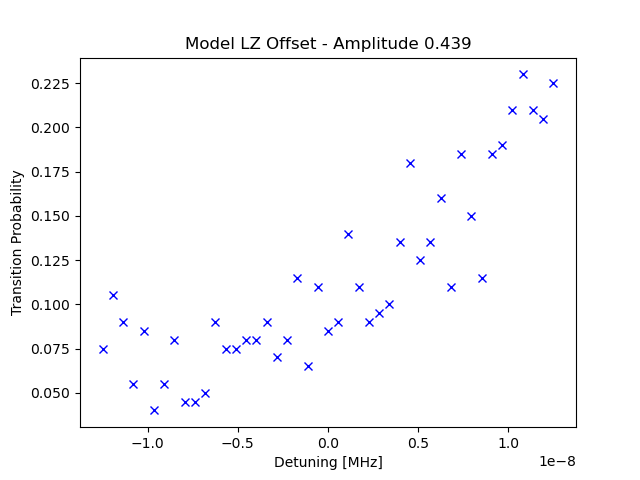 Model LZ Offset - Amplitude 0.439
Transition Probability
0.225
0.200
0.175
0.150
0.125
0.100
0.075
0.050
−1.0 −0.5 0.0 0.5 1.0
1e−8
Detuning [MHz]